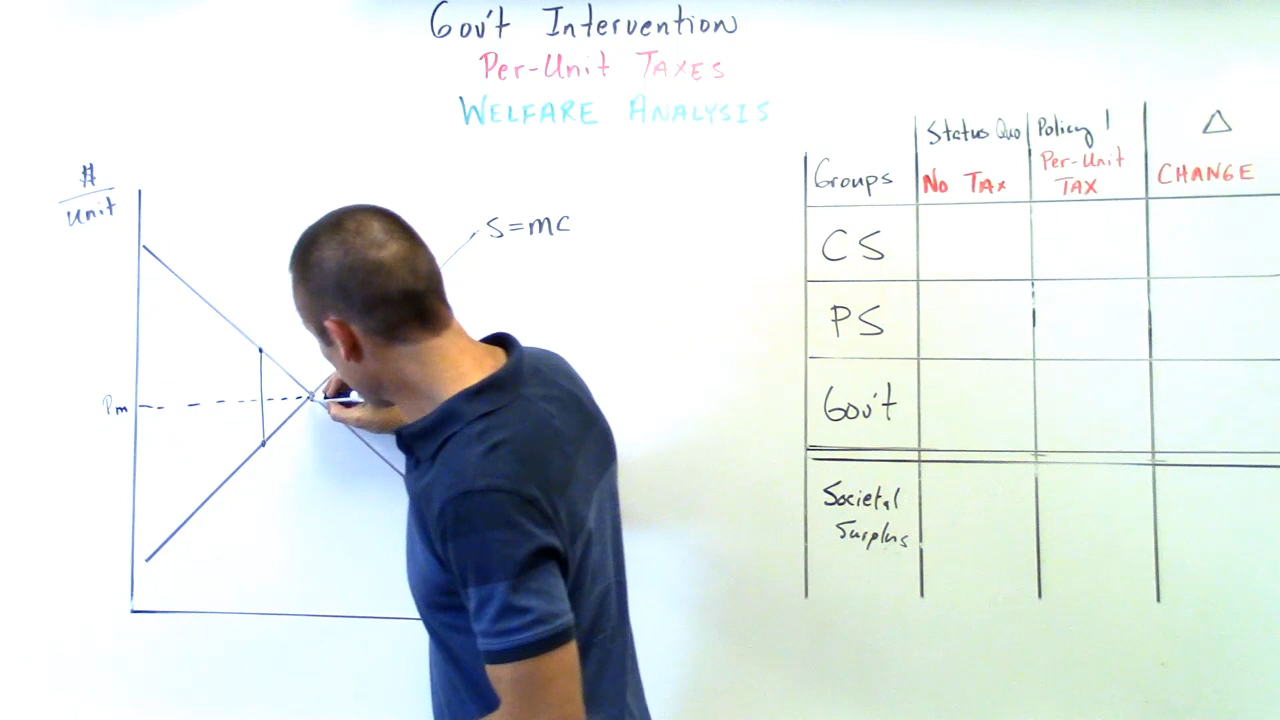 Gov't Intervention
Per-Unit TAXES
WELFARE ANALYSIS
$
Unit
S=MC
Pm
Groups
Status Quo
No TAX
Policy 1
Per-Unit
TAX
Δ
CHANGE
CS
PS
Gov't
Societal
Surplus